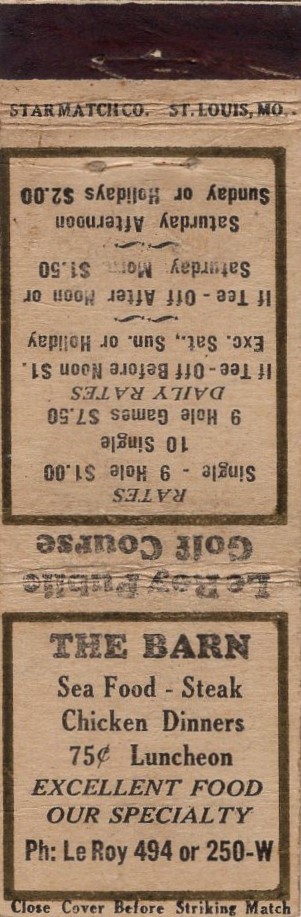 STAR MATCH CO. ST. LOUIS, MO.
LeRoy Public
Golf Course
RATES
Single - 9 Hole $1.00
10 Single
9 Hole Games $7.50
DAILY RATES
If Tee-Off Before Noon $1.
Exc. Sat., Sun. or Holiday
If Tee - Off After Noon or
Saturday Morn. $1.50
Saturday Afternoon
Sunday or Holidays $2.00
THE BARN
Sea Food - Steak
Chicken Dinners
75¢ Luncheon
EXCELLENT FOOD
OUR SPECIALTY
Ph: Le Roy 494 or 250-W
Close Cover Before Striking Match